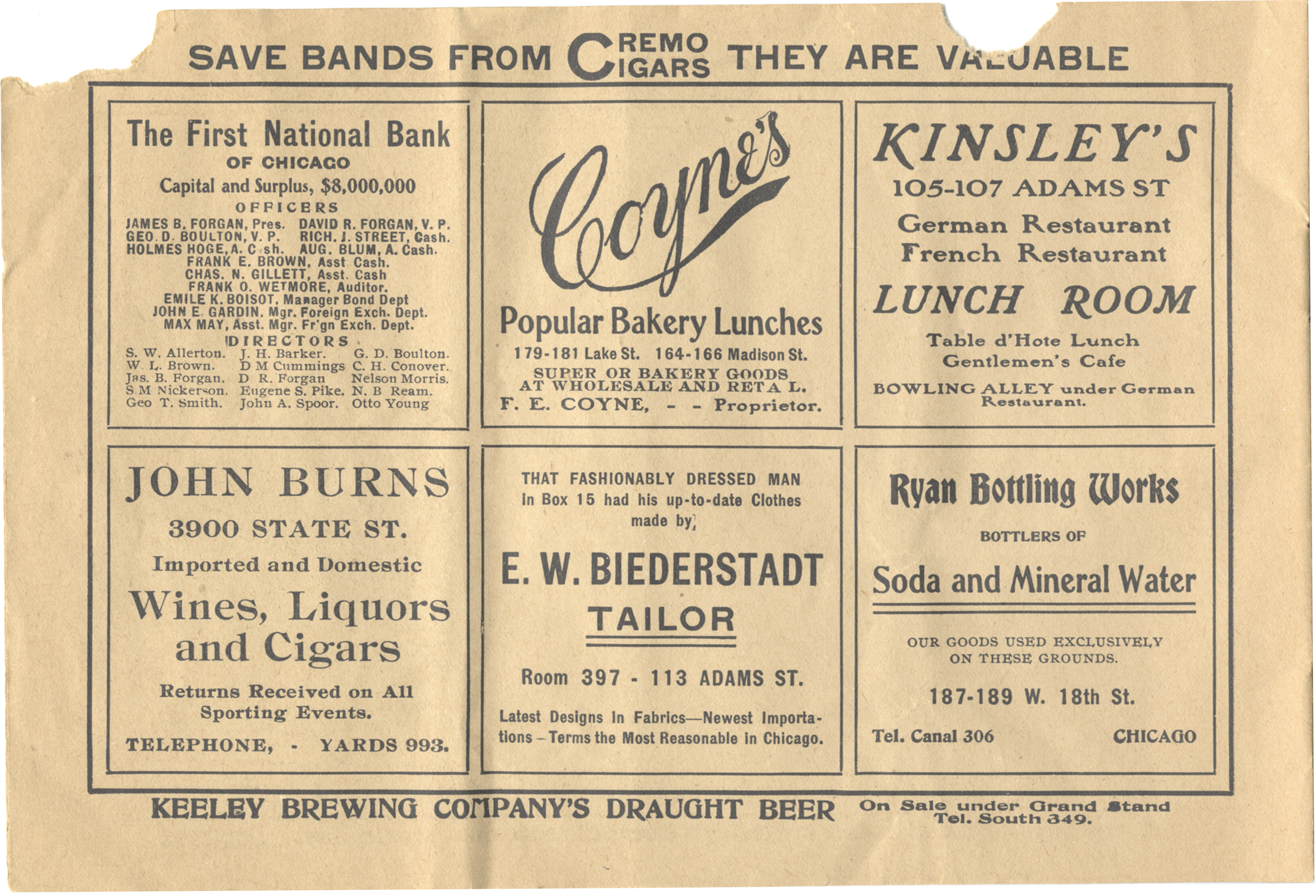 SAVE BANDS FROM CREMO CIGARS THEY ARE VALUABLE
The First National Bank
OF CHICAGO
Capital and Surplus, $8,000,000
OFFICERS
JAMES B. FORGAN, Pres. DAVID R. FORGAN, V. P.
GEO. D. BOULTON, V. P. RICH. J. STREET, Cash.
HOLMES HOGE, A. C sh. AUG. BLUM, A. Cash.
FRANK E. BROWN, Asst. Cash.
CHAS. N. GILLETT, Asst. Cash
FRANK O. WETMORE, Auditor.
EMILE K. BOISOT, Manager Bond Dept
JOHN E. GARDIN, Mgr. Foreign Exch. Dept.
MAX MAY, Asst. Mgr. Fr'gn Exch. Dept.
DIRECTORS
S. W. Allerton. J. H. Barker. G. D. Boulton.
W. L. Brown. D M Cummings C. H. Conover.
Jas. B. Forgan. D R. Forgan Nelson Morris.
S. M Nickerson. Eugene S. Pike. N. B Ream.
Geo T. Smith. John A. Spoor. Otto Young
Coyne's
Popular Bakery Lunches
179-181 Lake St. 164-166 Madison St.
SUPER OR BAKERY GOODS
AT WHOLESALE AND RETA L.
F. E. COYNE, - - Proprietor.
KINSLEY'S
105-107 ADAMS ST
German Restaurant
French Restaurant
LUNCH ROOM
Table d'Hote Lunch
Gentlemen's Cafe
BOWLING ALLEY under German
Restaurant.
JOHN BURNS
3900 STATE ST.
Imported and Domestic
Wines, Liquors
and Cigars
Returns Received on All
Sporting Events.
TELEPHONE, - YARDS 993.
THAT FASHIONABLY DRESSED MAN
in Box 15 had his up-to-date Clothes
made by;
E. W. BIEDERSTADT
TAILOR
Room 397 - 113 ADAMS ST.
Latest Designs in Fabrics—Newest Importa-
tions – Terms the Most Reasonable in Chicago.
Ryan Bottling Works
BOTTLERS OF
Soda and Mineral Water
OUR GOODS USED EXCLUSIVELY
ON THESE GROUNDS.
187-189 W. 18th St.
Tel. Canal 306 CHICAGO
KEELEY BREWING COMPANY'S DRAUGHT BEER On Sale under Grand Stand
Tel. South 349.